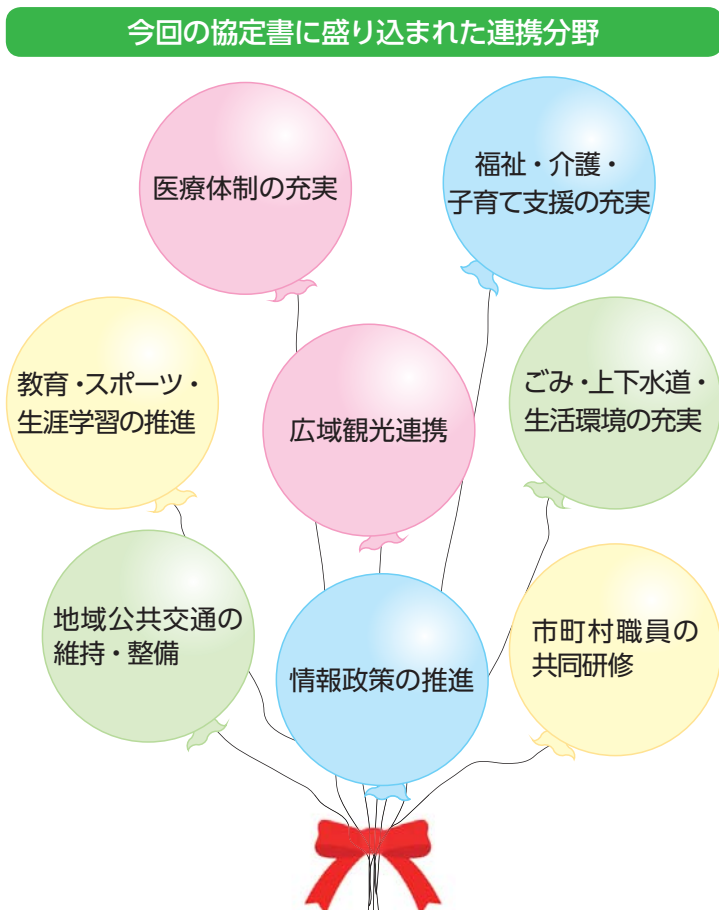 今回の協定書に盛り込まれた連携分野
医療体制の充実
福祉・介護・
子育て支援の充実
教育・スポーツ・
生涯学習の推進
広域観光連携
ごみ・上下水道・
生活環境の充実
地域公共交通の
維持・整備
情報政策の推進
市町村職員の
共同研修